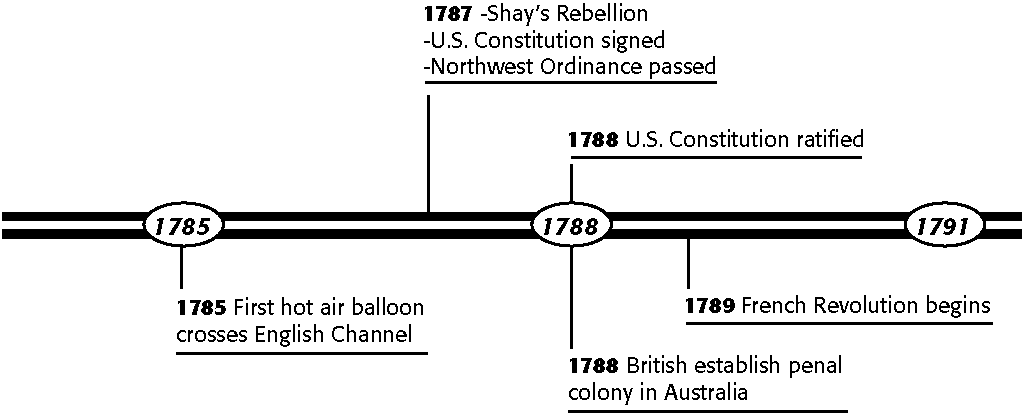 1787 -Shay's Rebellion
-U.S. Constitution signed
-Northwest Ordinance passed
1788 U.S. Constitution ratified
1785
1788
1791
1785 First hot air balloon
crosses English Channel
1789 French Revolution begins
1788 British establish penal
colony in Australia